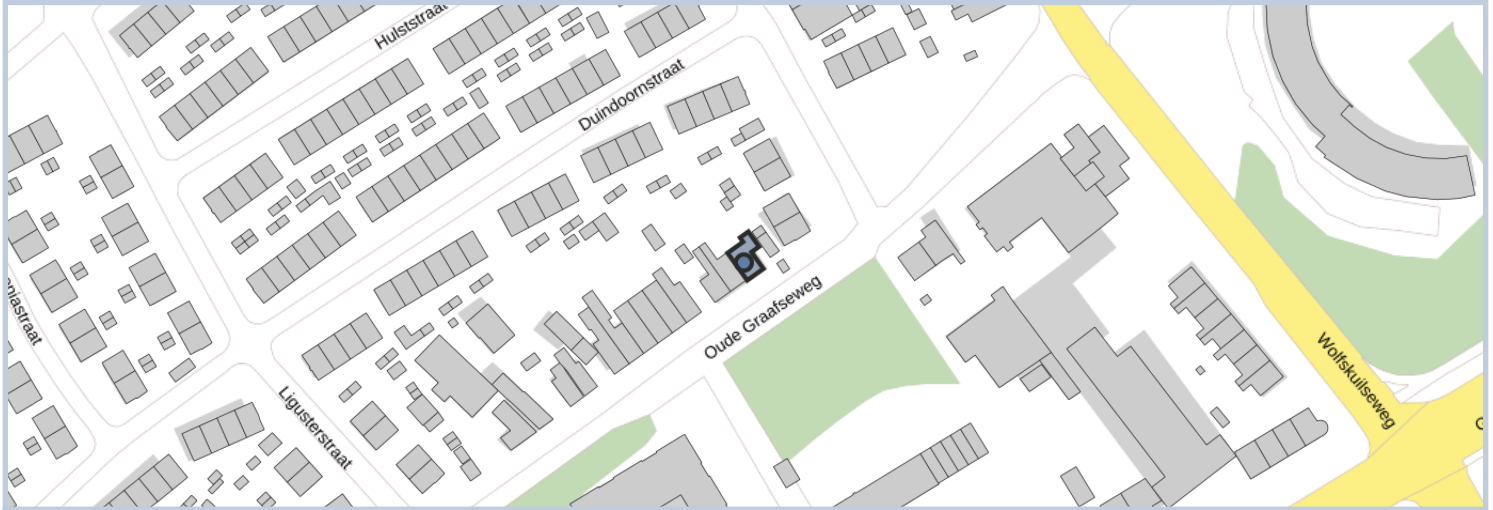 Hulststraat
Duindoornstraat
Oude Graafseweg
Wolfskuilseweg
Ligusterstraat